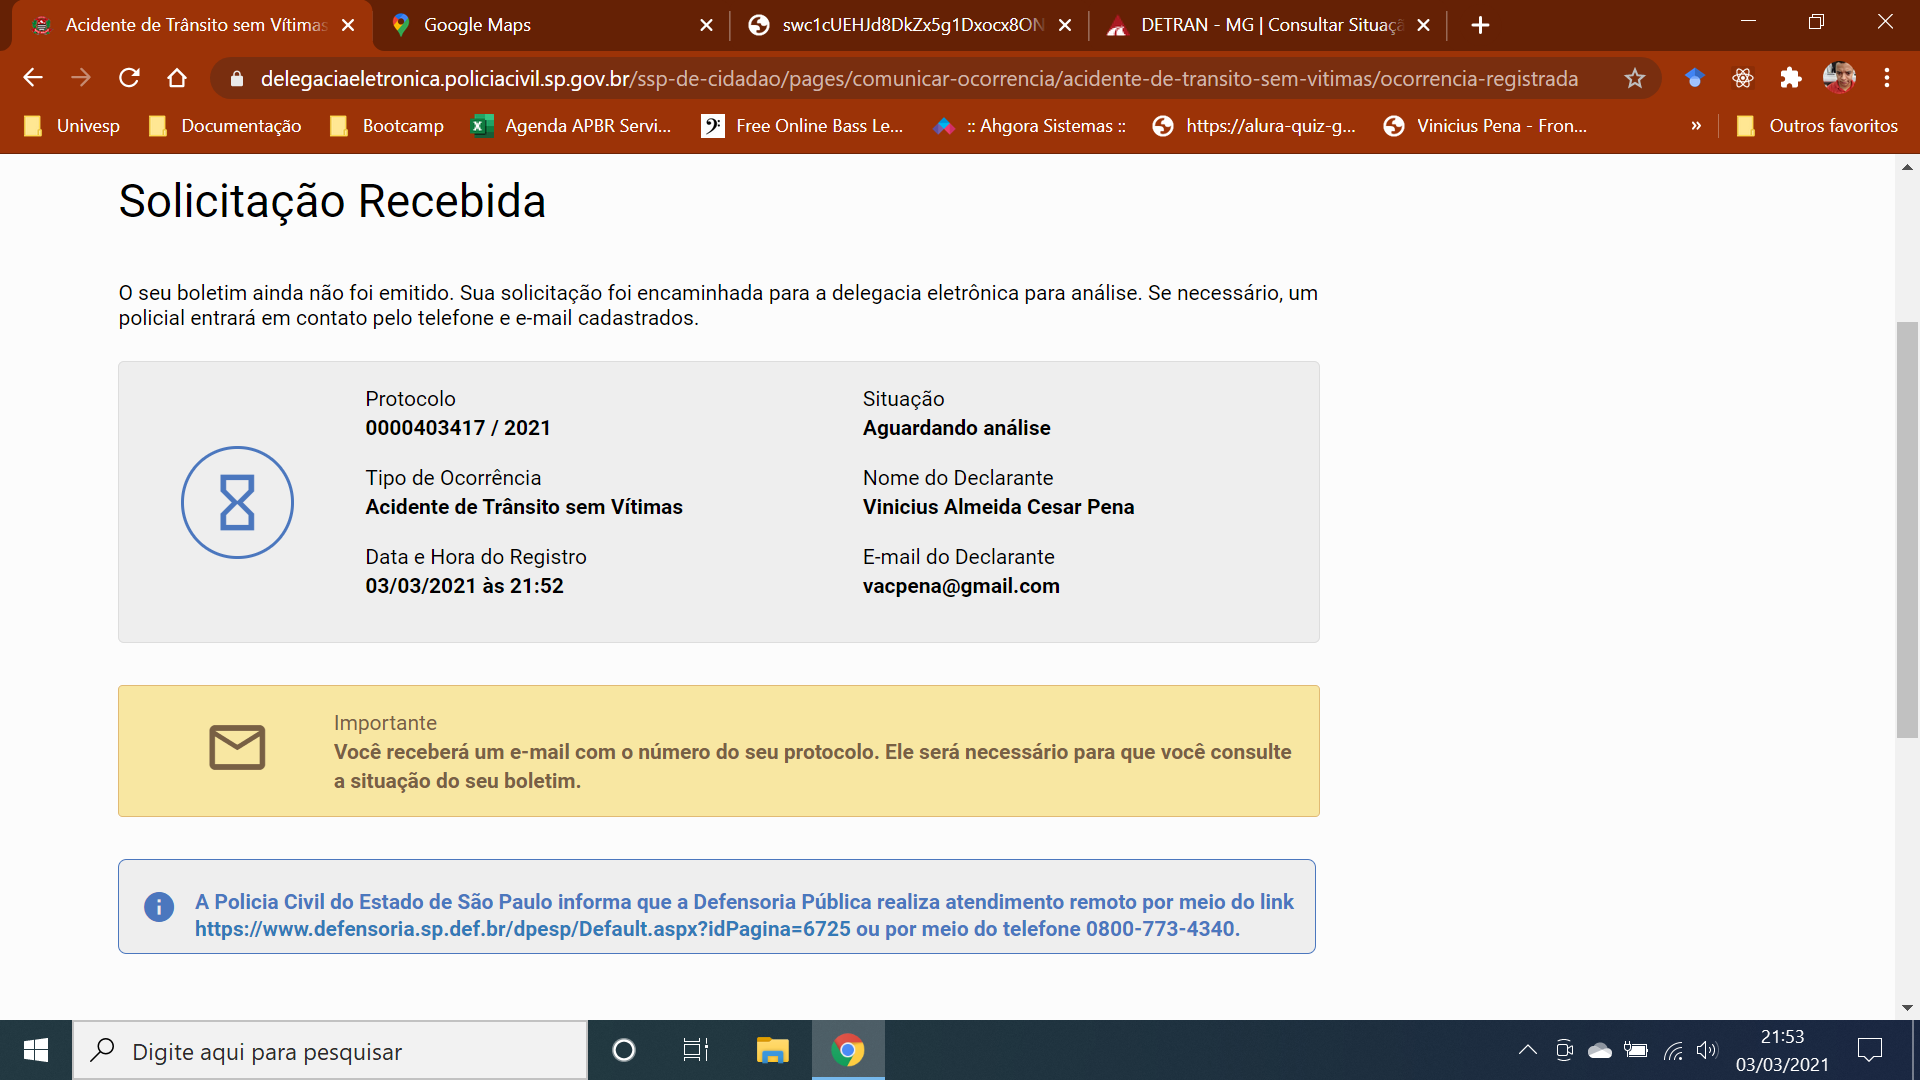 Acidente de Trânsito sem Vítimas
Google Maps
swc1cUEHJd8DkZx5g1Dxocx8ON
DETRAN - MG | Consultar Situaçã
delegaciaeletronica.policiacivil.sp.gov.br/ssp-de-cidadao/pages/comunicar-ocorrencia/acidente-de-transito-sem-vitimas/ocorrencia-registrada
Univesp
Documentação
Bootcamp
Agenda APBR Servi...
Free Online Bass Le...
:: Ahgora Sistemas ::
https://alura-quiz-g...
Vinicius Pena - Fron...
»
Outros favoritos
Solicitação Recebida
O seu boletim ainda não foi emitido. Sua solicitação foi encaminhada para a delegacia eletrônica para análise. Se necessário, um
policial entrará em contato pelo telefone e e-mail cadastrados.
Protocolo
0000403417 / 2021
Situação
Aguardando análise
Tipo de Ocorrência
Acidente de Trânsito sem Vítimas
Nome do Declarante
Vinicius Almeida Cesar Pena
Data e Hora do Registro
03/03/2021 às 21:52
E-mail do Declarante
vacpena@gmail.com
Importante
Você receberá um e-mail com o número do seu protocolo. Ele será necessário para que você consulte
a situação do seu boletim.
A Policia Civil do Estado de São Paulo informa que a Defensoria Pública realiza atendimento remoto por meio do link
https://www.defensoria.sp.def.br/dpesp/Default.aspx?idPagina=6725 ou por meio do telefone 0800-773-4340.
Digite aqui para pesquisar
21:53
03/03/2021